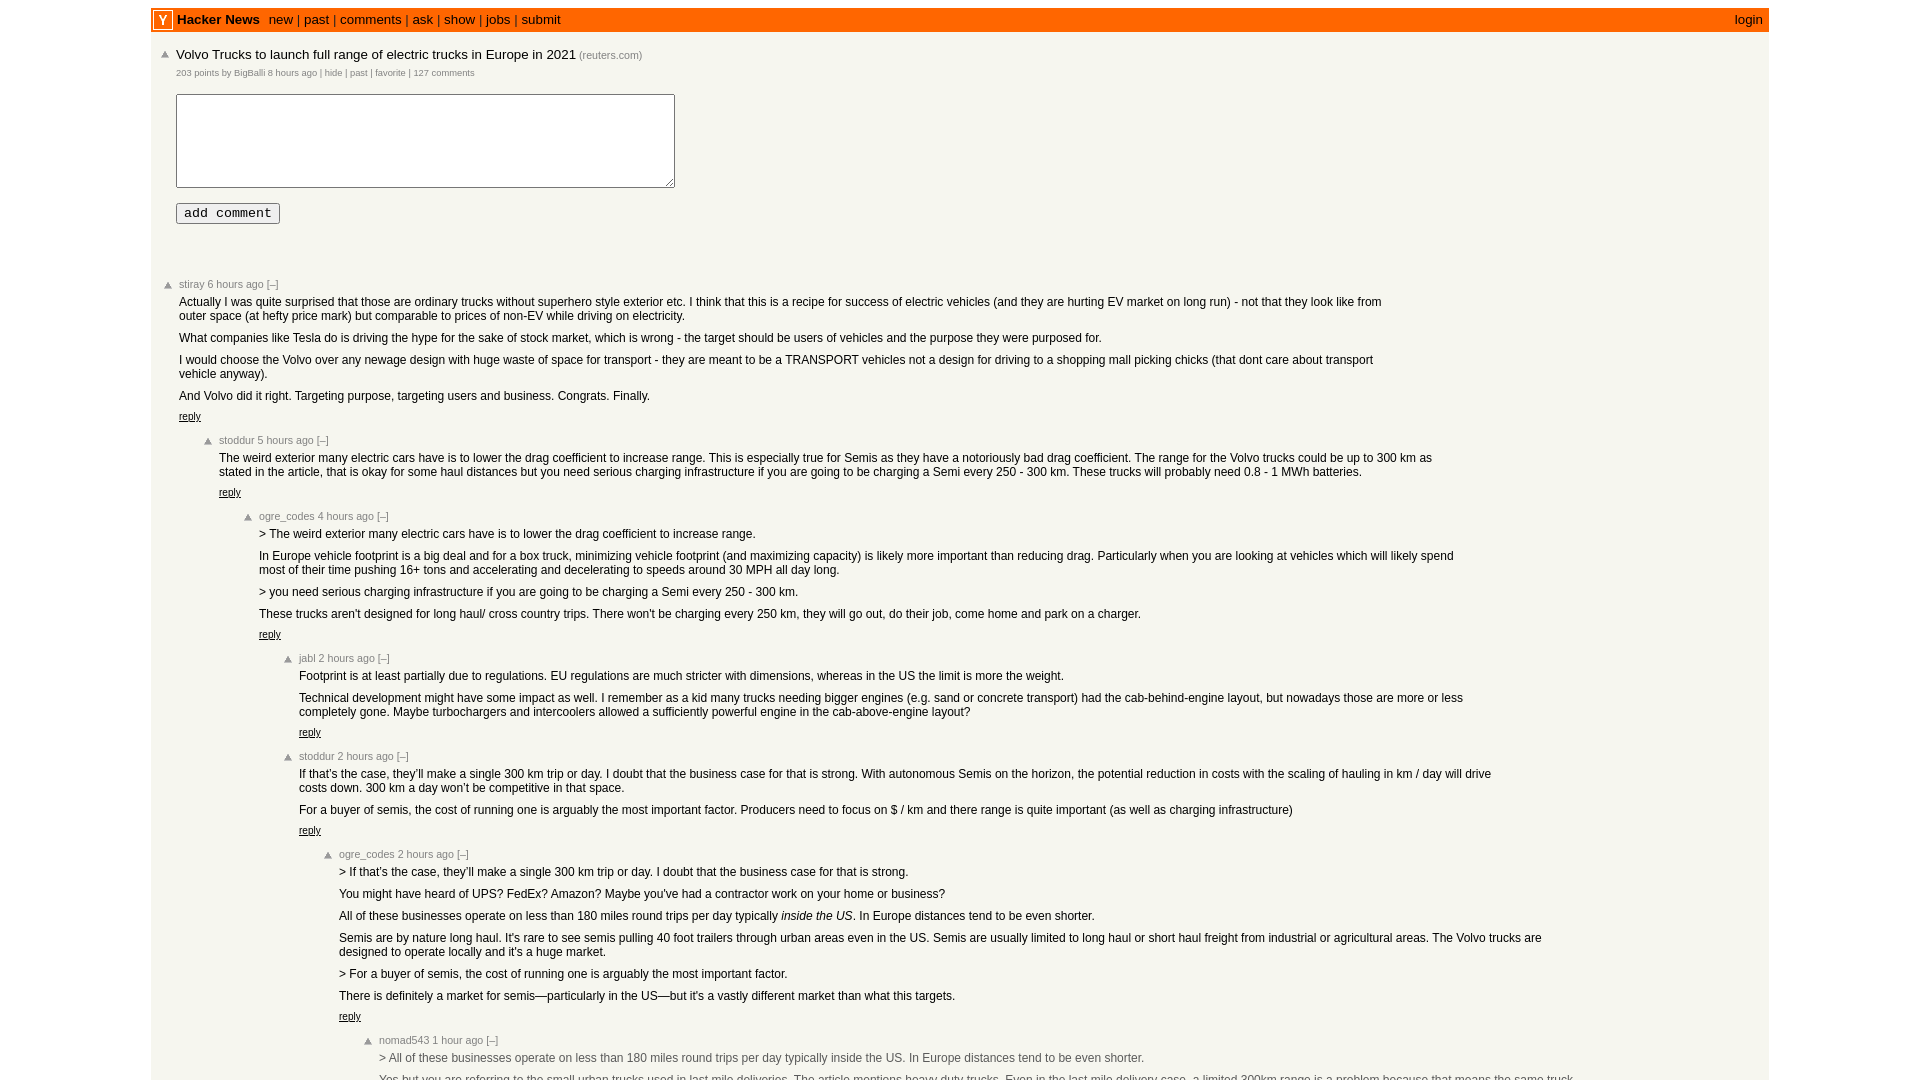 Y Hacker News new | past | comments | ask | show | jobs | submit login
Volvo Trucks to launch full range of electric trucks in Europe in 2021 (reuters.com)
203 points by BigBalli 8 hours ago | hide | past | favorite | 127 comments
add comment
stiray 6 hours ago [–]
Actually I was quite surprised that those are ordinary trucks without superhero style exterior etc. I think that this is a recipe for success of electric vehicles (and they are hurting EV market on long run) - not that they look like from
outer space (at hefty price mark) but comparable to prices of non-EV while driving on electricity.
What companies like Tesla do is driving the hype for the sake of stock market, which is wrong - the target should be users of vehicles and the purpose they were purposed for.
I would choose the Volvo over any newage design with huge waste of space for transport - they are meant to be a TRANSPORT vehicles not a design for driving to a shopping mall picking chicks (that dont care about transport
vehicle anyway).
And Volvo did it right. Targeting purpose, targeting users and business. Congrats. Finally.
reply
stoddur 5 hours ago [–]
The weird exterior many electric cars have is to lower the drag coefficient to increase range. This is especially true for Semis as they have a notoriously bad drag coefficient. The range for the Volvo trucks could be up to 300 km as
stated in the article, that is okay for some haul distances but you need serious charging infrastructure if you are going to be charging a Semi every 250 - 300 km. These trucks will probably need 0.8 - 1 MWh batteries.
reply
ogre_codes 4 hours ago [–]
> The weird exterior many electric cars have is to lower the drag coefficient to increase range.
In Europe vehicle footprint is a big deal and for a box truck, minimizing vehicle footprint (and maximizing capacity) is likely more important than reducing drag. Particularly when you are looking at vehicles which will likely spend
most of their time pushing 16+ tons and accelerating and decelerating to speeds around 30 MPH all day long.
> you need serious charging infrastructure if you are going to be charging a Semi every 250 - 300 km.
These trucks aren't designed for long haul/ cross country trips. There won't be charging every 250 km, they will go out, do their job, come home and park on a charger.
reply
jabl 2 hours ago [–]
Footprint is at least partially due to regulations. EU regulations are much stricter with dimensions, whereas in the US the limit is more the weight.
Technical development might have some impact as well. I remember as a kid many trucks needing bigger engines (e.g. sand or concrete transport) had the cab-behind-engine layout, but nowadays those are more or less
completely gone. Maybe turbochargers and intercoolers allowed a sufficiently powerful engine in the cab-above-engine layout?
reply
stoddur 2 hours ago [–]
If that’s the case, they’ll make a single 300 km trip or day. I doubt that the business case for that is strong. With autonomous Semis on the horizon, the potential reduction in costs with the scaling of hauling in km / day will drive
costs down. 300 km a day won’t be competitive in that space.
For a buyer of semis, the cost of running one is arguably the most important factor. Producers need to focus on $ / km and there range is quite important (as well as charging infrastructure)
reply
ogre_codes 2 hours ago [–]
> If that’s the case, they’ll make a single 300 km trip or day. I doubt that the business case for that is strong.
You might have heard of UPS? FedEx? Amazon? Maybe you've had a contractor work on your home or business?
All of these businesses operate on less than 180 miles round trips per day typically inside the US. In Europe distances tend to be even shorter.
Semis are by nature long haul. It's rare to see semis pulling 40 foot trailers through urban areas even in the US. Semis are usually limited to long haul or short haul freight from industrial or agricultural areas. The Volvo trucks are
designed to operate locally and it's a huge market.
> For a buyer of semis, the cost of running one is arguably the most important factor.
There is definitely a market for semis—particularly in the US—but it's a vastly different market than what this targets.
reply
nomad543 1 hour ago [–]
> All of these businesses operate on less than 180 miles round trips per day typically inside the US. In Europe distances tend to be even shorter.
Yes but you are referring to the small urban trucks used in last mile deliveries. The article mentions heavy duty trucks. Even in the last mile delivery case, a limited 300km range is a problem because that means the same truck